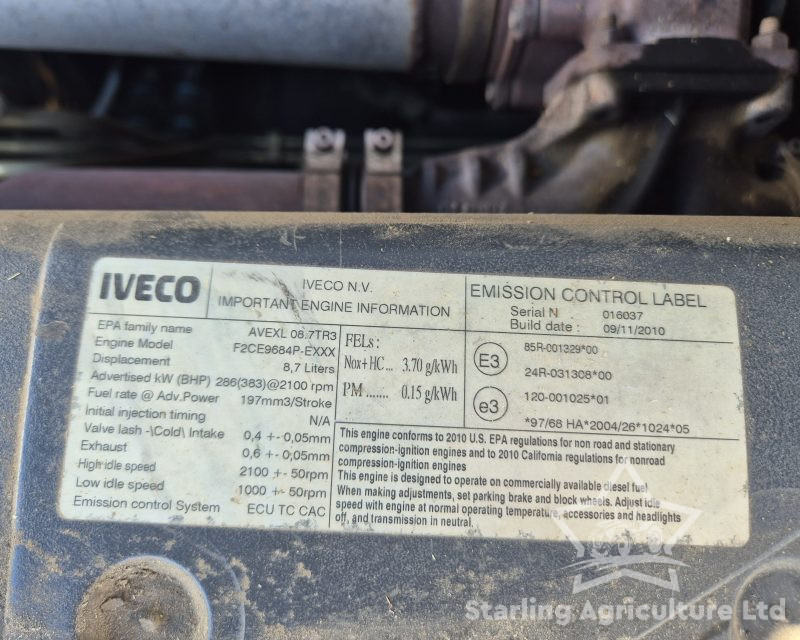 IVECO
IVECO N.V.
IMPORTANT ENGINE INFORMATION
EMISSION CONTROL LABEL
Serial N 016037
Build date : 09/11/2010
EPA family name AVEXL 08.7TR3
Engine Model F2CE9684P-EXXX
Displacement 8,7 Liters
Advertised kW (BHP) 286(383)@2100 rpm
Fuel rate @ Adv.Power 197mm3/Stroke
Initial injection timing N/A
Valve lash -\Cold\ Intake 0,4 +-0,05mm
Exhaust 0,6 +-0,05mm
High idle speed 2100 +-50rpm
Low idle speed 1000 +-50rpm
Emission control System ECU TC CAC
FELs:
Nox+HC... 3.70 g/kWh
PM ....... 0.15 g/kWh
E3
85R-001329*00
24R-031308*00
e3
120-001025*01
*97/68 HA*2004/26*1024*05
This engine conforms to 2010 U.S. EPA regulations for non road and stationary
compression-ignition engines and to 2010 California regulations for nonroad
compression-ignition engines
This engine is designed to operate on commercially available diesel fuel
When making adjustments, set parking brake and block wheels. Adjust idle
speed with engine at normal operating temperature, accessories and headlights
off, and transmission in neutral.
Starling Agriculture Ltd